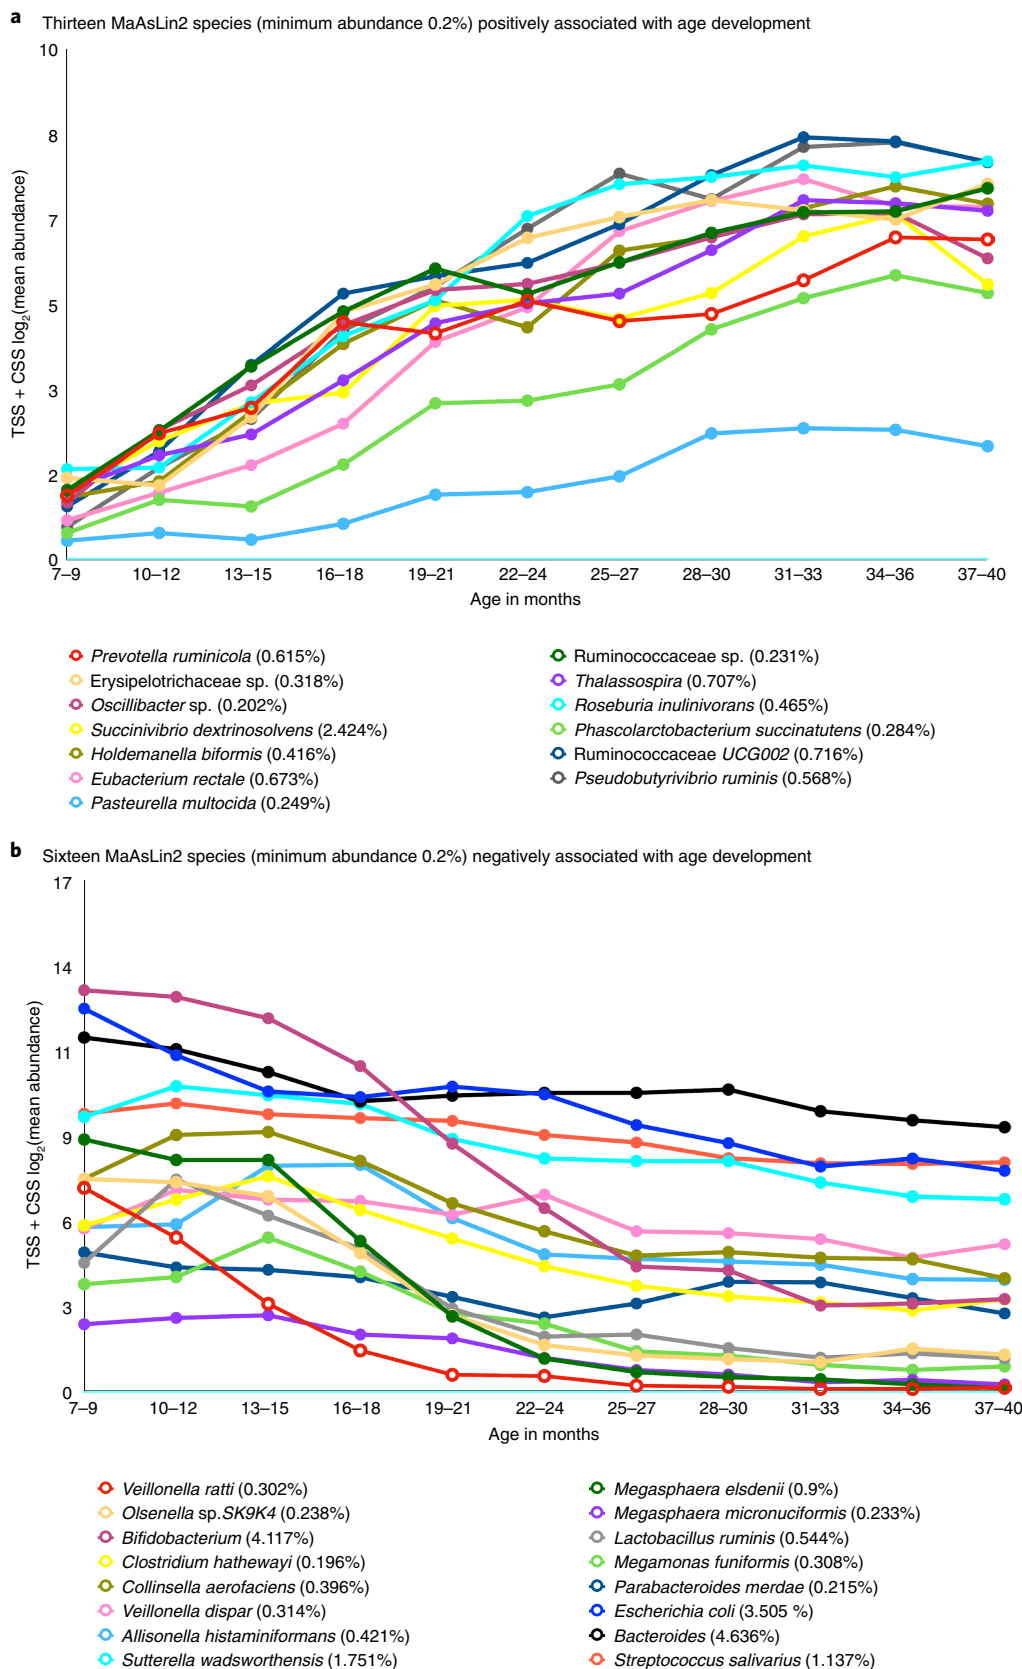 a Thirteen MaAsLin2 species (minimum abundance 0.2%) positively associated with age development
10
8
7
5
3
2
0
TSS + CSS log2(mean abundance)
7–9 10–12 13–15 16–18 19–21 22–24 25–27 28–30 31–33 34–36 37–40
Age in months
Prevotella ruminicola (0.615%)
Erysipelotrichaceae sp. (0.318%)
Oscillibacter sp. (0.202%)
Succinivibrio dextrinosolvens (2.424%)
Holdemanella biformis (0.416%)
Eubacterium rectale (0.673%)
Pasteurella multocida (0.249%)
Ruminococcaceae sp. (0.231%)
Thalassospira (0.707%)
Roseburia inulinivorans (0.465%)
Phascolarctobacterium succinatutens (0.284%)
Ruminococcaceae UCG002 (0.716%)
Pseudobutyrivibrio ruminis (0.568%)
b Sixteen MaAsLin2 species (minimum abundance 0.2%) negatively associated with age development
17
14
11
9
6
3
0
TSS + CSS log2(mean abundance)
7–9 10–12 13–15 16–18 19–21 22–24 25–27 28–30 31–33 34–36 37–40
Age in months
Veillonella ratti (0.302%)
Olsenella sp.SK9K4 (0.238%)
Bifidobacterium (4.117%)
Clostridium hathewayi (0.196%)
Collinsella aerofaciens (0.396%)
Veillonella dispar (0.314%)
Allisonella histaminiformans (0.421%)
Sutterella wadsworthensis (1.751%)
Megasphaera elsdenii (0.9%)
Megasphaera micronuciformis (0.233%)
Lactobacillus ruminis (0.544%)
Megamonas funiformis (0.308%)
Parabacteroides merdae (0.215%)
Escherichia coli (3.505 %)
Bacteroides (4.636%)
Streptococcus salivarius (1.137%)